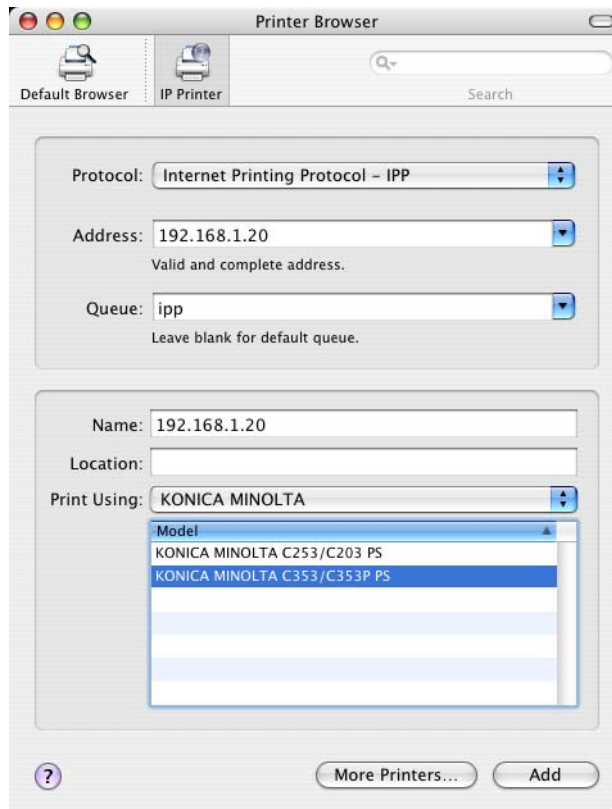 Printer Browser
Default Browser
IP Printer
Search
Protocol: Internet Printing Protocol – IPP
Address: 192.168.1.20
Valid and complete address.
Queue: ipp
Leave blank for default queue.
Name: 192.168.1.20
Location:
Print Using: KONICA MINOLTA
Model
KONICA MINOLTA C253/C203 PS
KONICA MINOLTA C353/C353P PS
?
More Printers...
Add